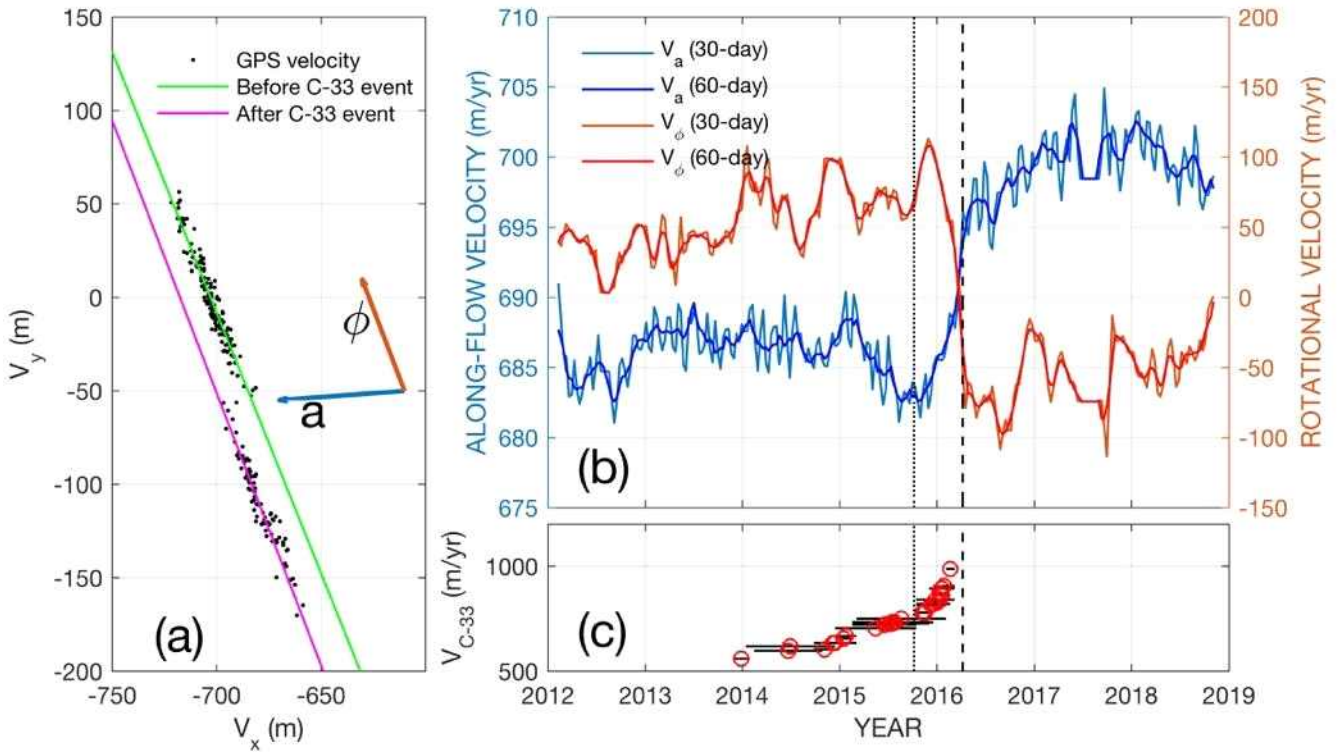 150
100
50
0
-50
-100
-150
-200
V_y (m)
GPS velocity
Before C-33 event
After C-33 event
ϕ
a
(a)
-750
-700
-650
V_x (m)
710
705
700
695
690
685
680
675
ALONG-FLOW VELOCITY (m/yr)
V_a (30-day)
V_a (60-day)
V_ϕ (30-day)
V_ϕ (60-day)
(b)
200
150
100
50
0
-50
-100
-150
ROTATIONAL VELOCITY (m/yr)
1000
500
V_C-33 (m/yr)
(c)
2012
2013
2014
2015
2016
2017
2018
2019
YEAR